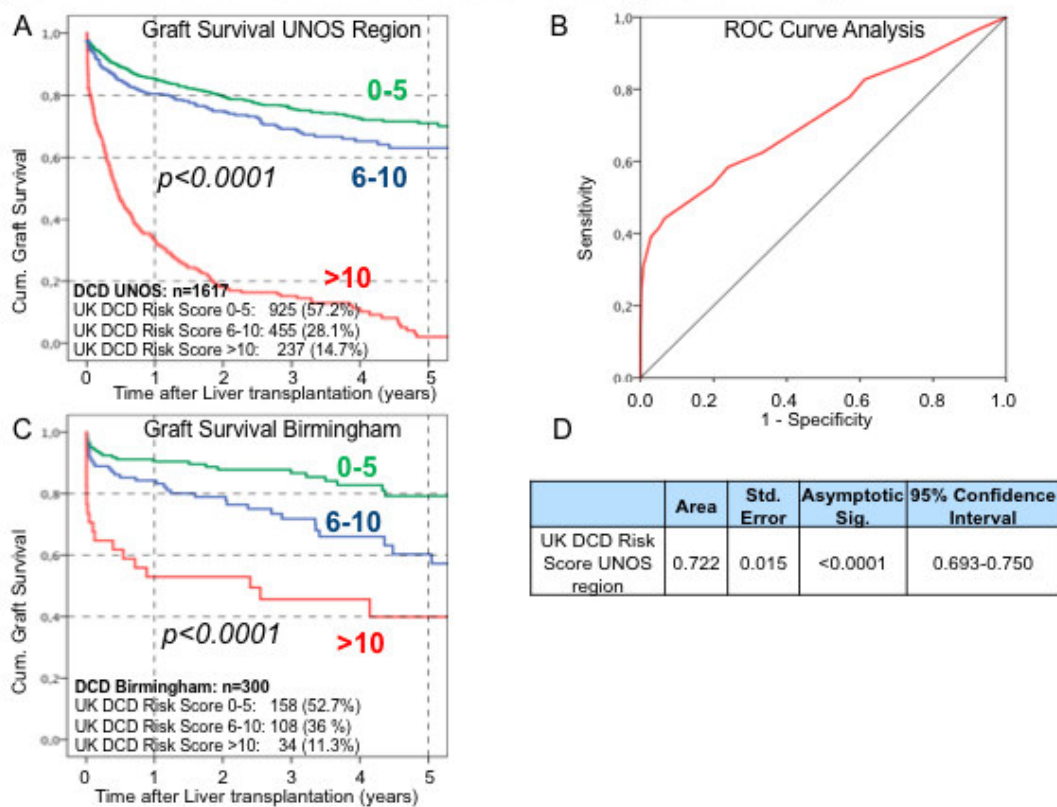 A
Graft Survival UNOS Region
1,0
0,8
0,6
0,4
0,2
0,0
Cum. Graft Survival
0-5
6-10
>10
p<0.0001
DCD UNOS: n=1617
UK DCD Risk Score 0-5: 925 (57.2%)
UK DCD Risk Score 6-10: 455 (28.1%)
UK DCD Risk Score >10: 237 (14.7%)
0 1 2 3 4 5
Time after Liver transplantation (years)
B
ROC Curve Analysis
1,0
0,8
0,6
0,4
0,2
0,0
Sensitivity
0.0 0.2 0.4 0.6 0.8 1.0
1 - Specificity
C
Graft Survival Birmingham
1,0
0,8
0,6
0,4
0,2
0,0
Cum. Graft Survival
0-5
6-10
>10
p<0.0001
DCD Birmingham: n=300
UK DCD Risk Score 0-5: 158 (52.7%)
UK DCD Risk Score 6-10: 108 (36 %)
UK DCD Risk Score >10: 34 (11.3%)
0 1 2 3 4 5
Time after Liver transplantation (years)
D
Area Std. Error Asymptotic Sig. 95% Confidence Interval
UK DCD Risk Score UNOS region 0.722 0.015 <0.0001 0.693-0.750